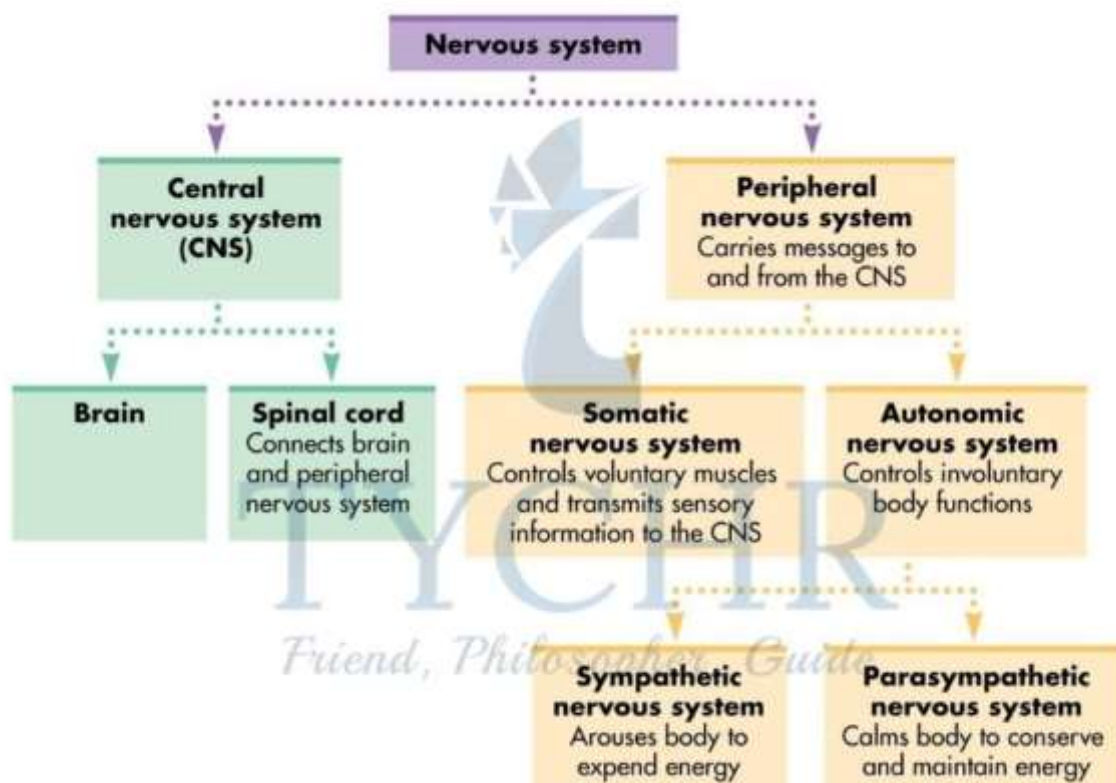 Nervous system
Central
nervous system
(CNS)
Peripheral
nervous system
Carries messages to
and from the CNS
Brain
Spinal cord
Connects brain
and peripheral
nervous system
Somatic
nervous system
Controls voluntary muscles
and transmits sensory
information to the CNS
Autonomic
nervous system
Controls involuntary
body functions
TYCHR
Friend, Philosopher, Guide
Sympathetic
nervous system
Arouses body to
expend energy
Parasympathetic
nervous system
Calms body to conserve
and maintain energy